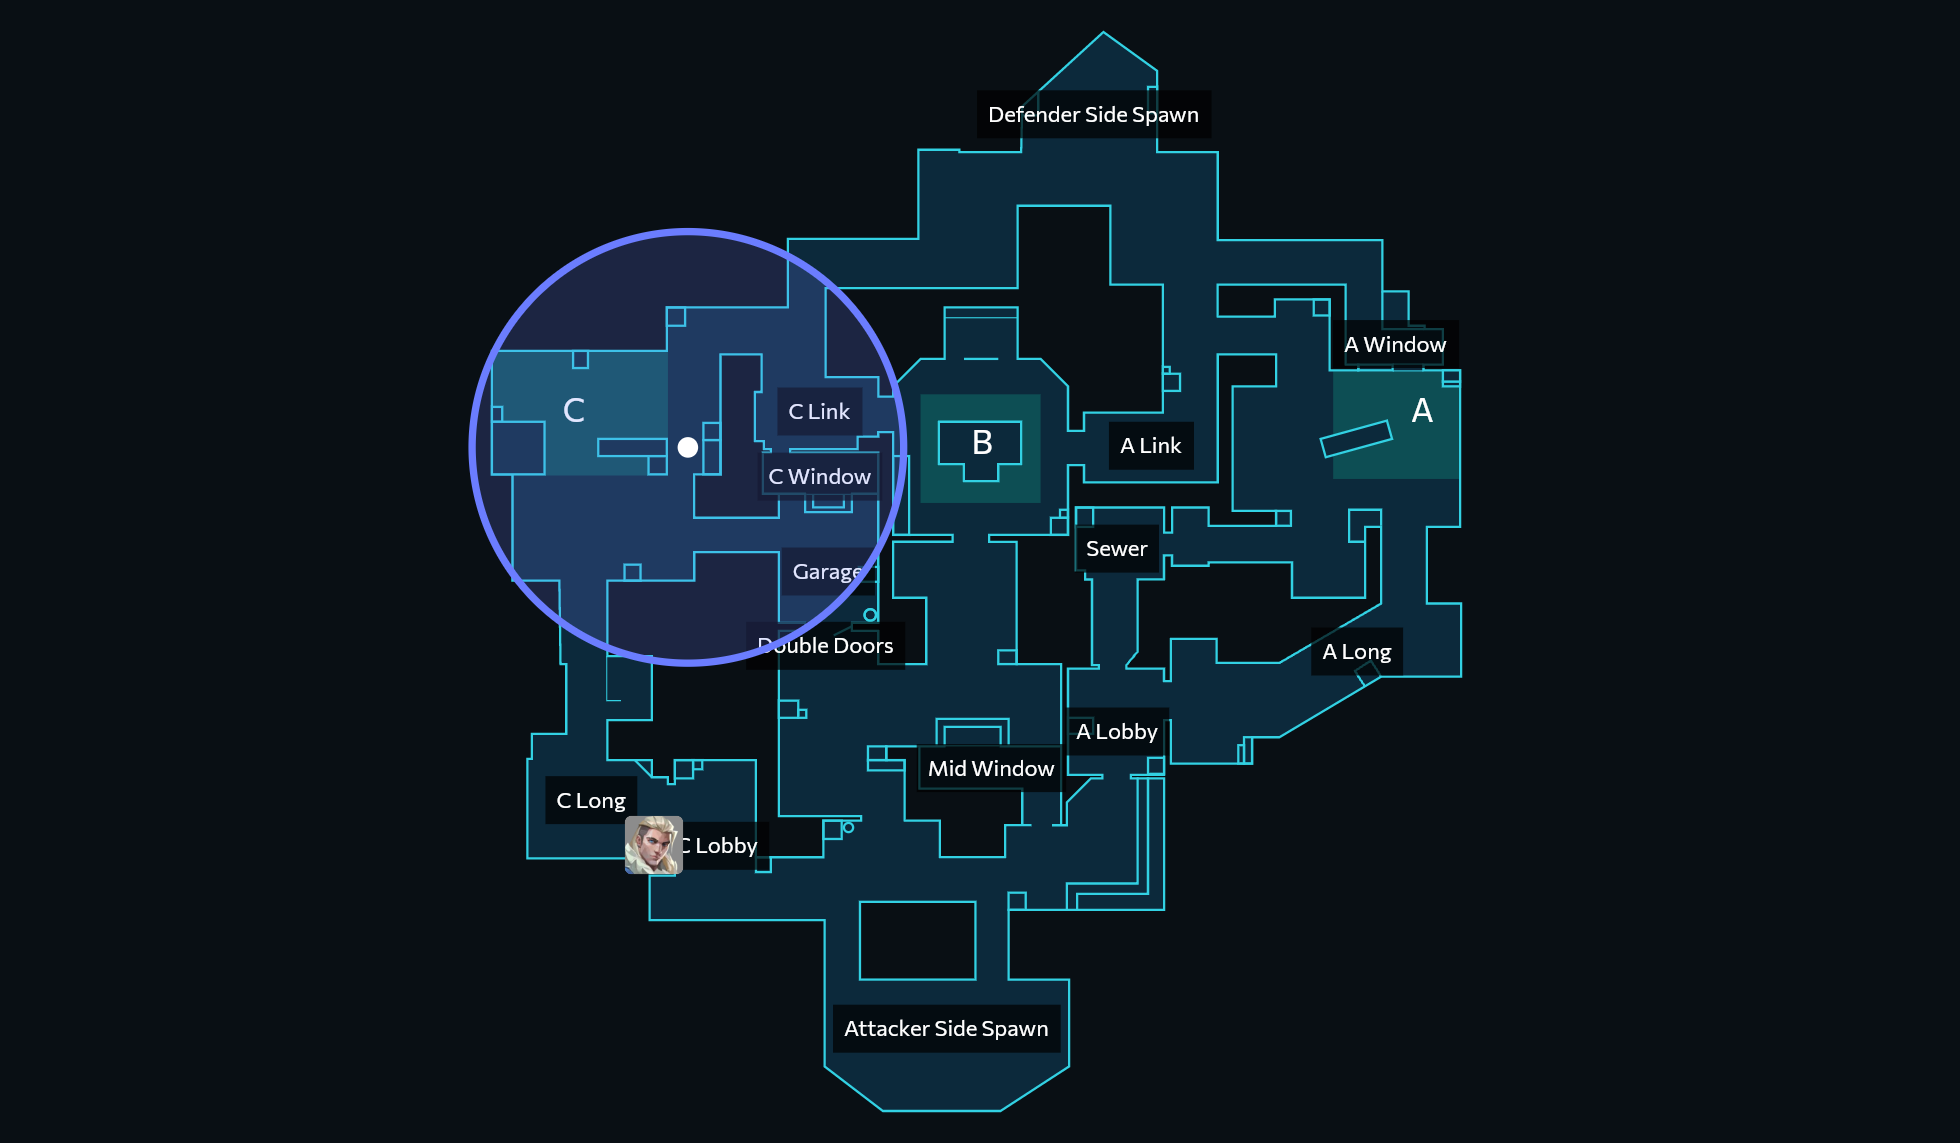 Defender Side Spawn
A Window
C
C Link
B
A Link
A
C Window
Sewer
Garage
Double Doors
A Long
A Lobby
Mid Window
C Long
C Lobby
Attacker Side Spawn